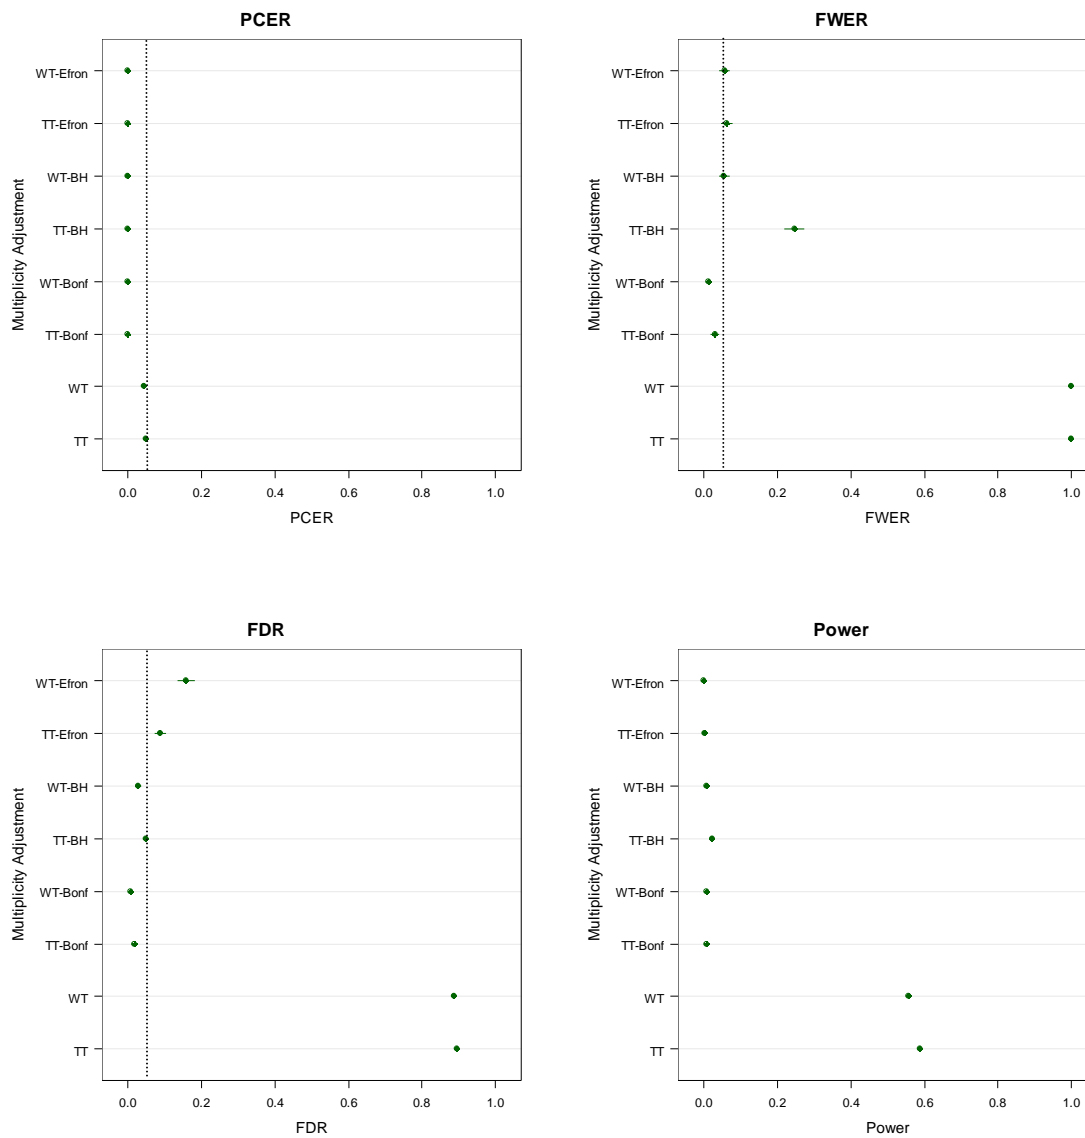 PCER
Multiplicity Adjustment
WT-Efron
TT-Efron
WT-BH
TT-BH
WT-Bonf
TT-Bonf
WT
TT
0.0 0.2 0.4 0.6 0.8 1.0
PCER
FWER
Multiplicity Adjustment
WT-Efron
TT-Efron
WT-BH
TT-BH
WT-Bonf
TT-Bonf
WT
TT
0.0 0.2 0.4 0.6 0.8 1.0
FWER
FDR
Multiplicity Adjustment
WT-Efron
TT-Efron
WT-BH
TT-BH
WT-Bonf
TT-Bonf
WT
TT
0.0 0.2 0.4 0.6 0.8 1.0
FDR
Power
Multiplicity Adjustment
WT-Efron
TT-Efron
WT-BH
TT-BH
WT-Bonf
TT-Bonf
WT
TT
0.0 0.2 0.4 0.6 0.8 1.0
Power